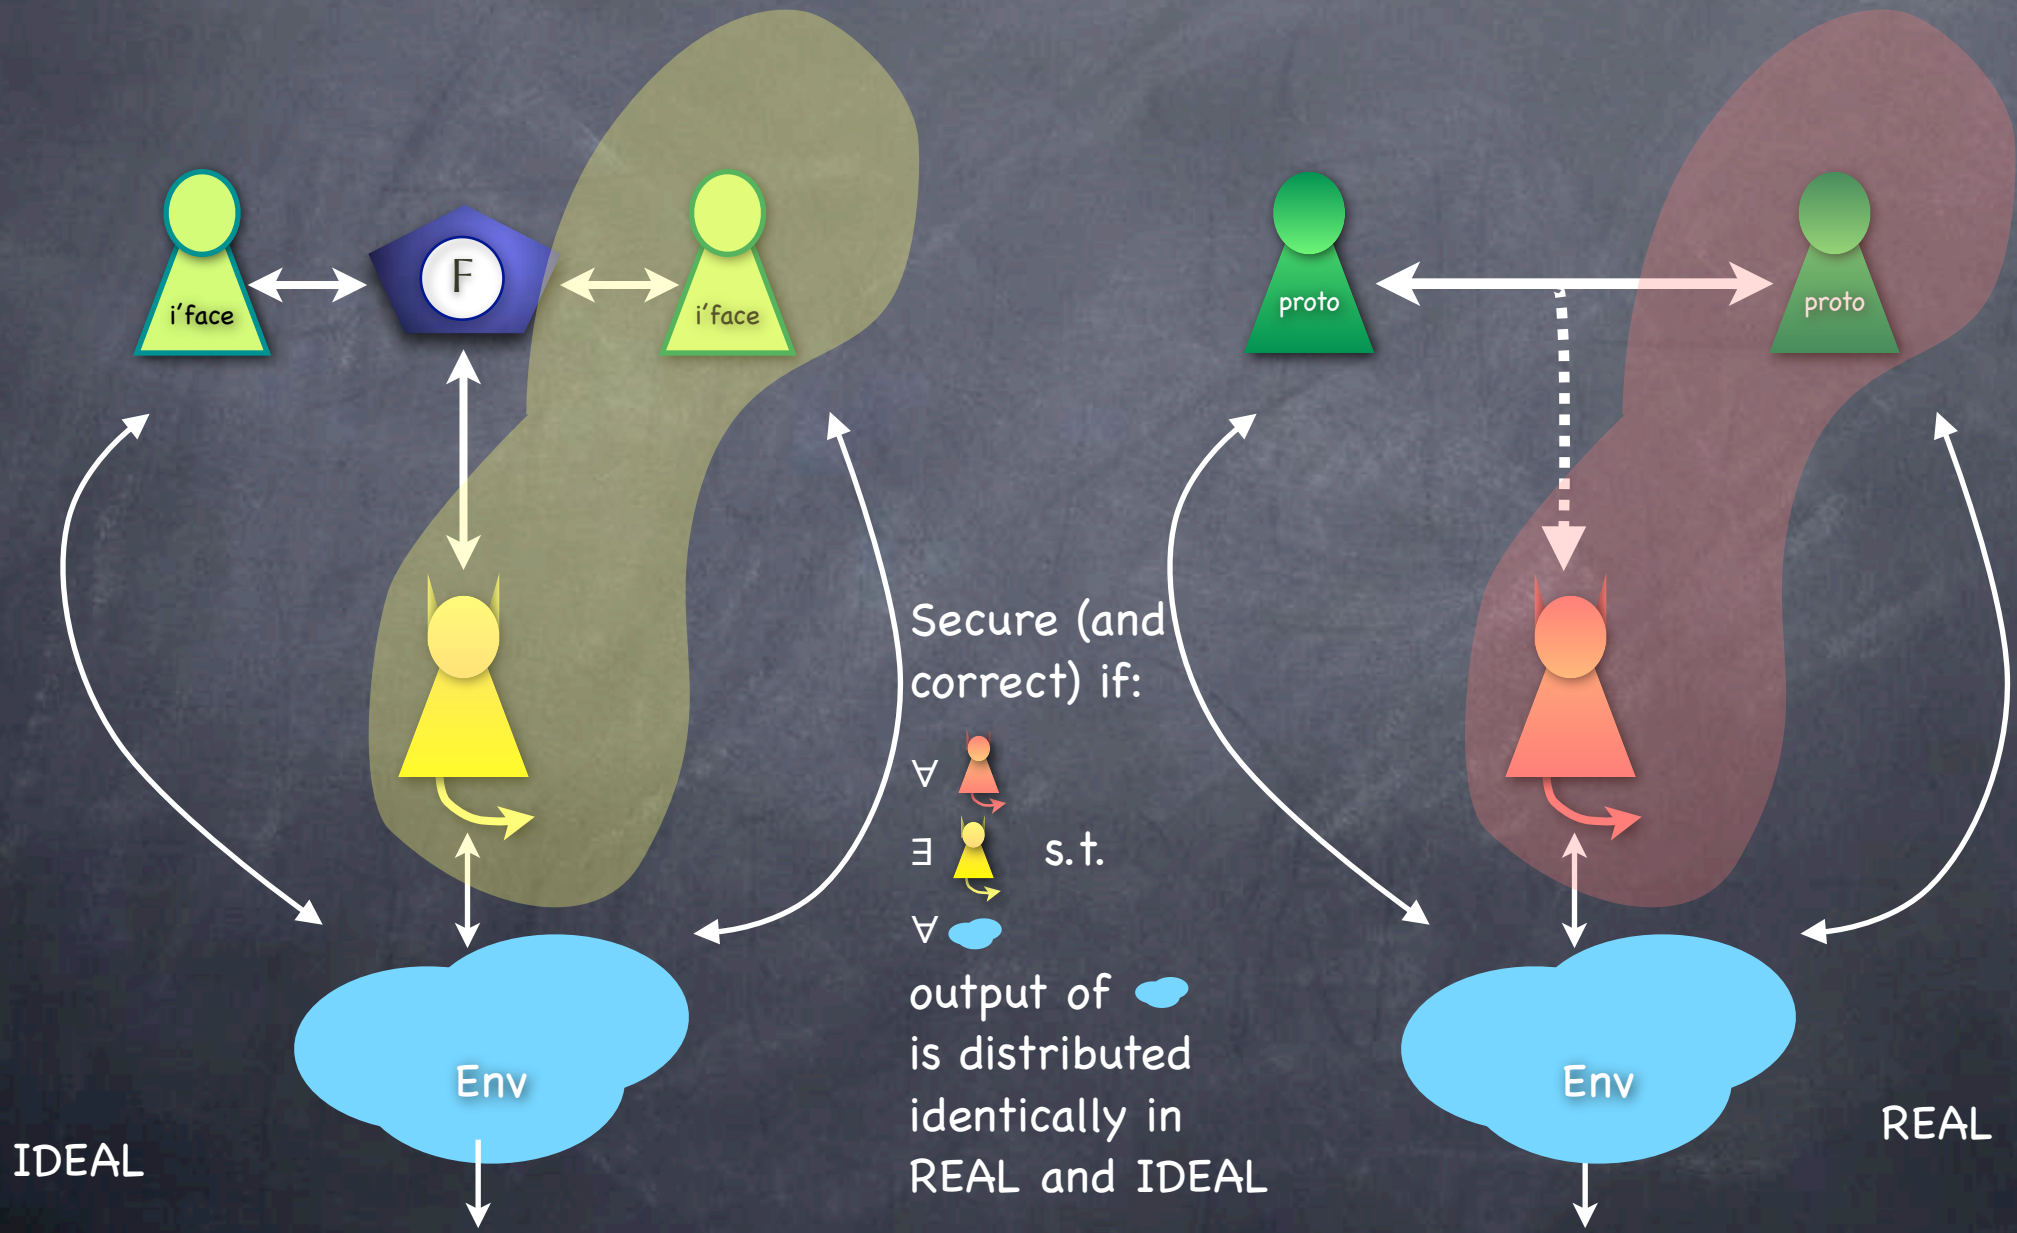 i'face
F
i'face
proto
proto
Secure (and
correct) if:
∀
∃ s.t.
∀
output of
is distributed
identically in
REAL and IDEAL
Env
Env
IDEAL
REAL